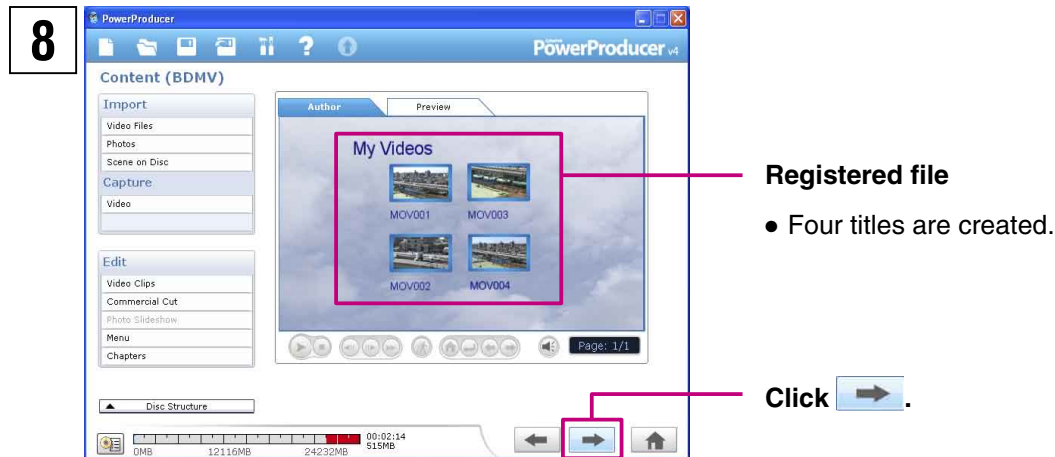 8
PowerProducer
CyberLink
PowerProducer v4
Content (BDMV)
Import
Video Files
Photos
Scene on Disc
Capture
Video
Edit
Video Clips
Commercial Cut
Photo Slideshow
Menu
Chapters
Disc Structure
Author
Preview
My Videos
MOV001
MOV003
MOV002
MOV004
Page: 1/1
0MB
12116MB
24232MB
00:02:14
515MB
Registered file
● Four titles are created.
Click .